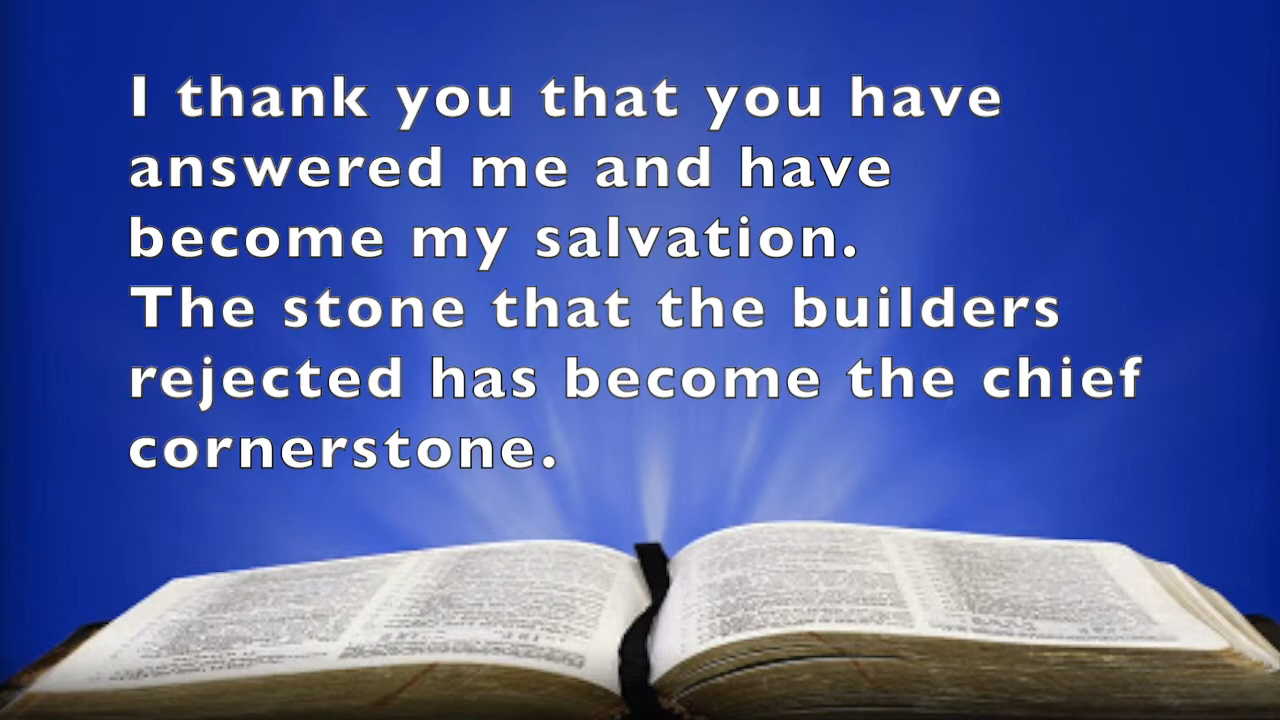 I thank you that you have
answered me and have
become my salvation.
The stone that the builders
rejected has become the chief
cornerstone.